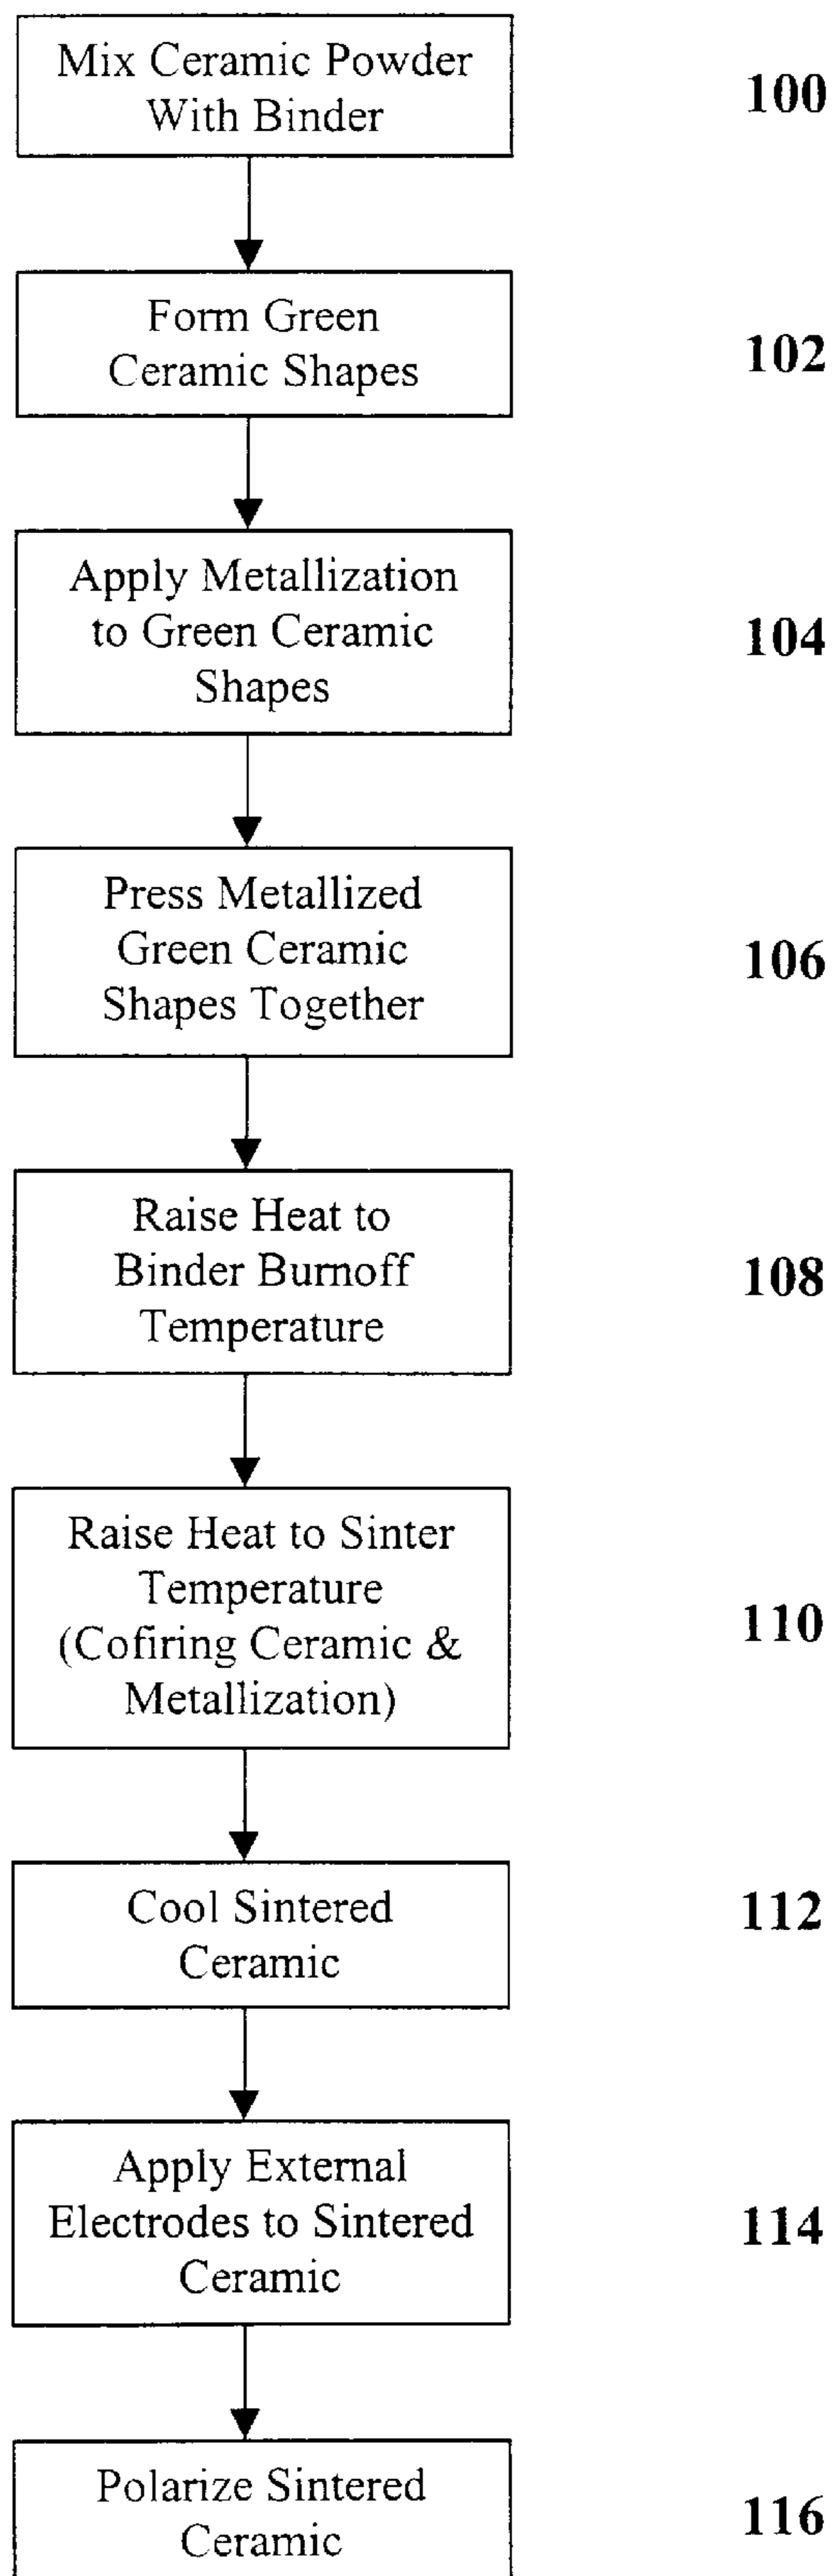 Mix Ceramic Powder
With Binder
100
Form Green
Ceramic Shapes
102
Apply Metallization
to Green Ceramic
Shapes
104
Press Metallized
Green Ceramic
Shapes Together
106
Raise Heat to
Binder Burnoff
Temperature
108
Raise Heat to Sinter
Temperature
(Cofiring Ceramic &
Metallization)
110
Cool Sintered
Ceramic
112
Apply External
Electrodes to Sintered
Ceramic
114
Polarize Sintered
Ceramic
116